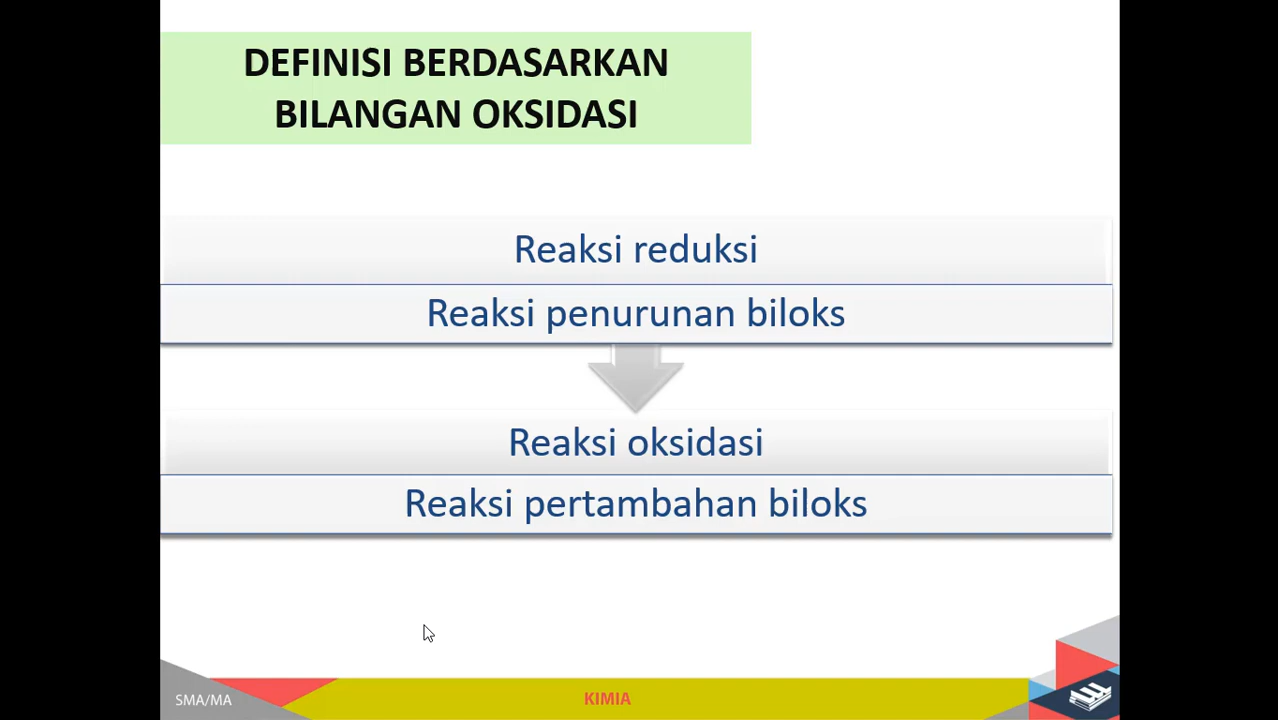 DEFINISI BERDASARKAN
BILANGAN OKSIDASI
Reaksi reduksi
Reaksi penurunan biloks
Reaksi oksidasi
Reaksi pertambahan biloks
SMA/MA
KIMIA